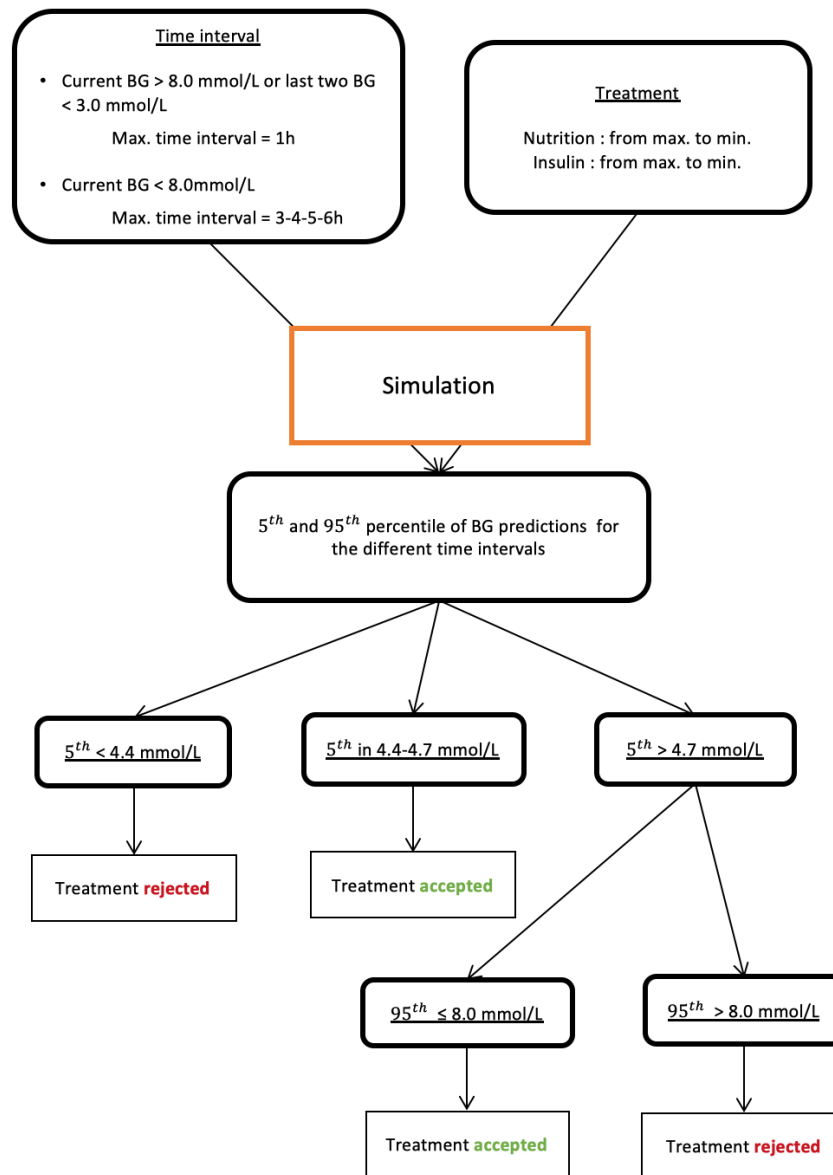 Time interval
• Current BG > 8.0 mmol/L or last two BG
< 3.0 mmol/L
Max. time interval = 1h
• Current BG < 8.0mmol/L
Max. time interval = 3-4-5-6h
Treatment
Nutrition : from max. to min.
Insulin : from max. to min.
Simulation
5th and 95th percentile of BG predictions for
the different time intervals
5th < 4.4 mmol/L
5th in 4.4-4.7 mmol/L
5th > 4.7 mmol/L
Treatment rejected
Treatment accepted
95th ≤ 8.0 mmol/L
95th > 8.0 mmol/L
Treatment accepted
Treatment rejected